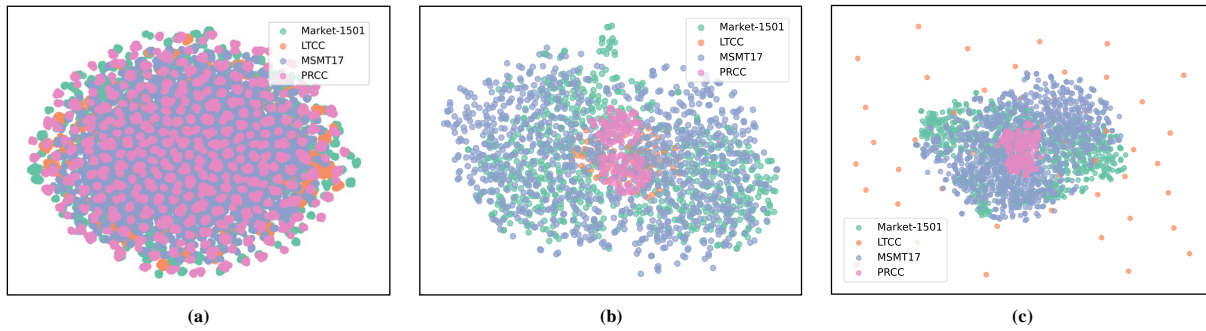 Market-1501
LTCC
MSMT17
PRCC
(a)
Market-1501
LTCC
MSMT17
PRCC
(b)
Market-1501
LTCC
MSMT17
PRCC
(c)